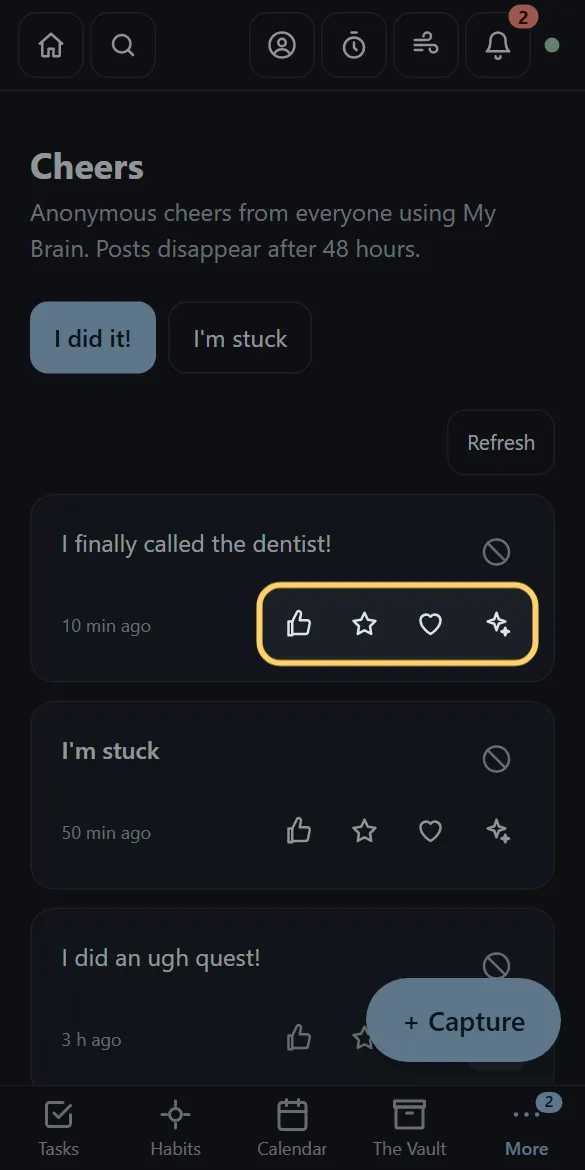 2
Cheers
Anonymous cheers from everyone using My
Brain. Posts disappear after 48 hours.
I did it!
I'm stuck
Refresh
I finally called the dentist!
10 min ago
I'm stuck
50 min ago
I did an ugh quest!
3 h ago
+ Capture
2
Tasks
Habits
Calendar
The Vault
More